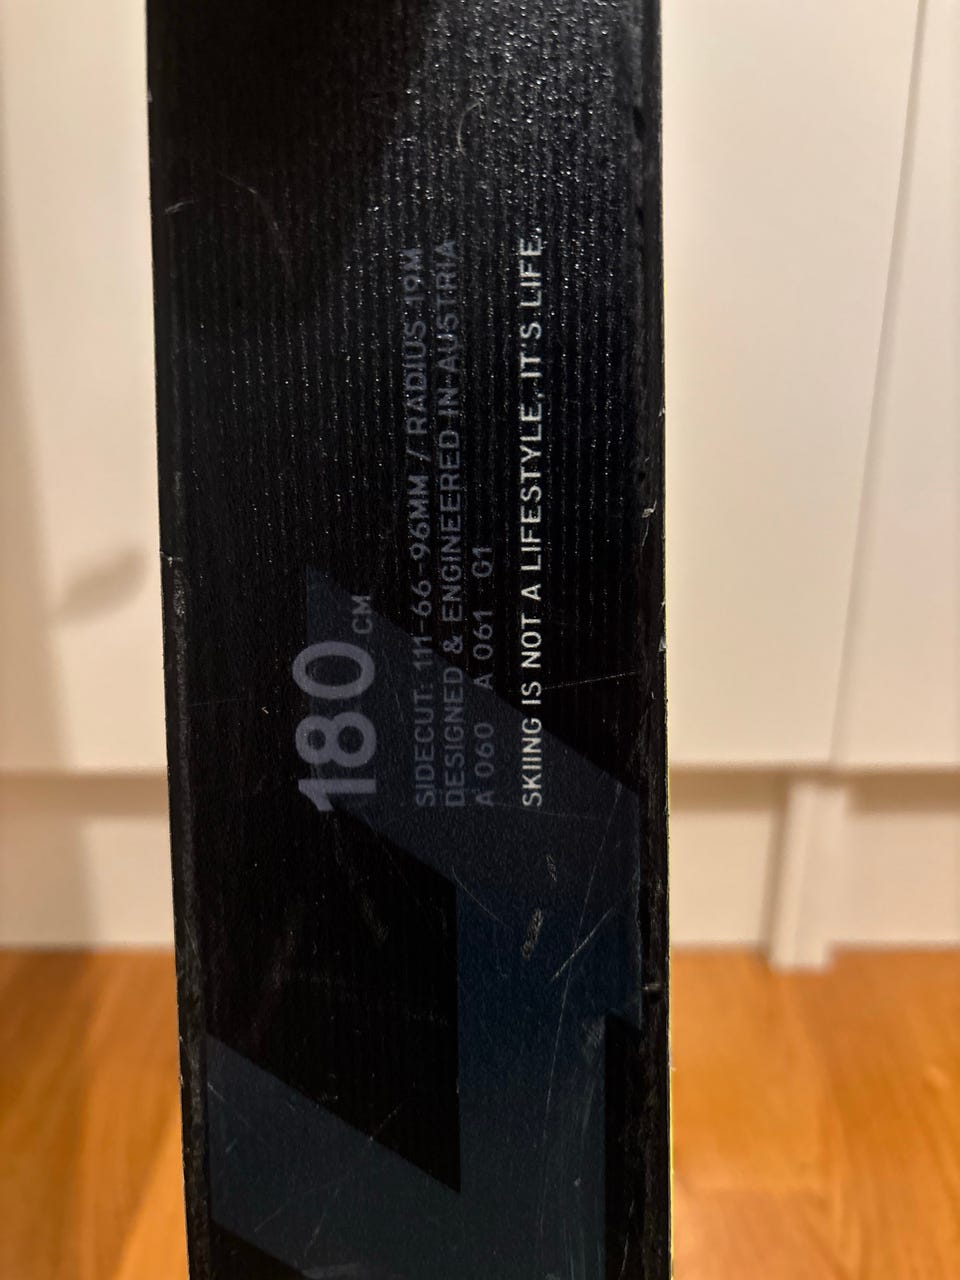 180 CM
SIDECUT: 111-66-96MM / RADIUS 19M
DESIGNED & ENGINEERED IN AUSTRIA
A 060 A 061 G1
SKIING IS NOT A LIFESTYLE, IT'S LIFE.